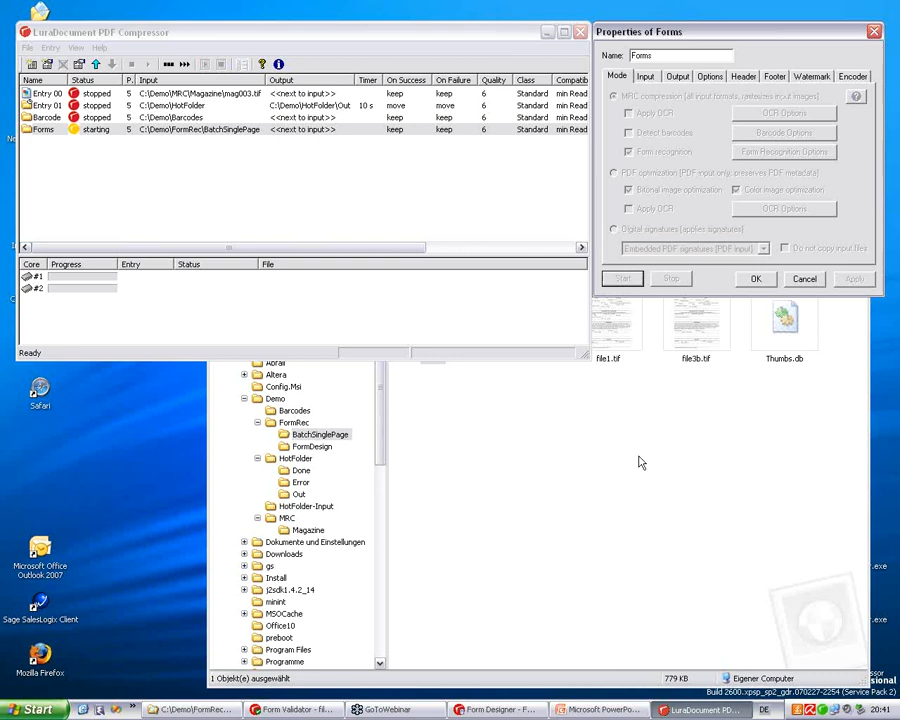 LuraDocument PDF Compressor
File Entry View Help
Name Status P. Input Output Timer On Success On Failure Quality Class Compatib
Entry 00 stopped 5 C:\Demo\MRC\Magazine\mag003.tif <<next to input>> keep keep 6 Standard min Read
Entry 01 stopped 5 C:\Demo\HotFolder C:\Demo\HotFolder\Out 10 s move move 6 Standard min Read
Barcode stopped 5 C:\Demo\Barcodes <<next to input>> keep keep 6 Standard min Read
Forms starting 5 C:\Demo\FormRec\BatchSinglePage <<next to input>> keep keep 6 Standard min Read
Core Progress Entry Status File
#1
#2
Ready
Properties of Forms
Name: Forms
Mode Input Output Options Header Footer Watermark Encoder
MRC compression [all input formats, rasterizes input images]
Apply OCR OCR Options
Detect barcodes Barcode Options
Form recognition Form Recognition Options
PDF optimization [PDF input only, preserves PDF metadata]
Bitonal image optimization Color image optimization
Apply OCR OCR Options
Digital signatures [applies signatures]
Embedded PDF signatures [PDF input] Do not copy input files
Start Stop OK Cancel Apply
file1.tif file3b.tif Thumbs.db
Abrail
Altera
Config.Msi
Demo
Barcodes
FormRec
BatchSinglePage
FormDesign
HotFolder
Done
Error
Out
HotFolder-Input
MRC
Magazine
Dokumente und Einstellungen
Downloads
gs
Install
j2sdk1.4.2_14
minint
MSOCache
Office10
preboot
Program Files
Programme
1 Objekt(e) ausgewählt 779 KB Eigener Computer
Safari
Microsoft Office
Outlook 2007
Sage SalesLogix Client
Mozilla Firefox
r.exe
r.exe
ssor
sional
Build 2600.xpsp_sp2_gdr.070227-2254 (Service Pack 2)
Start C:\Demo\FormRec... Form Validator - fil... GoToWebinar Form Designer - F... Microsoft PowerPo... LuraDocument PD... DE 20:41